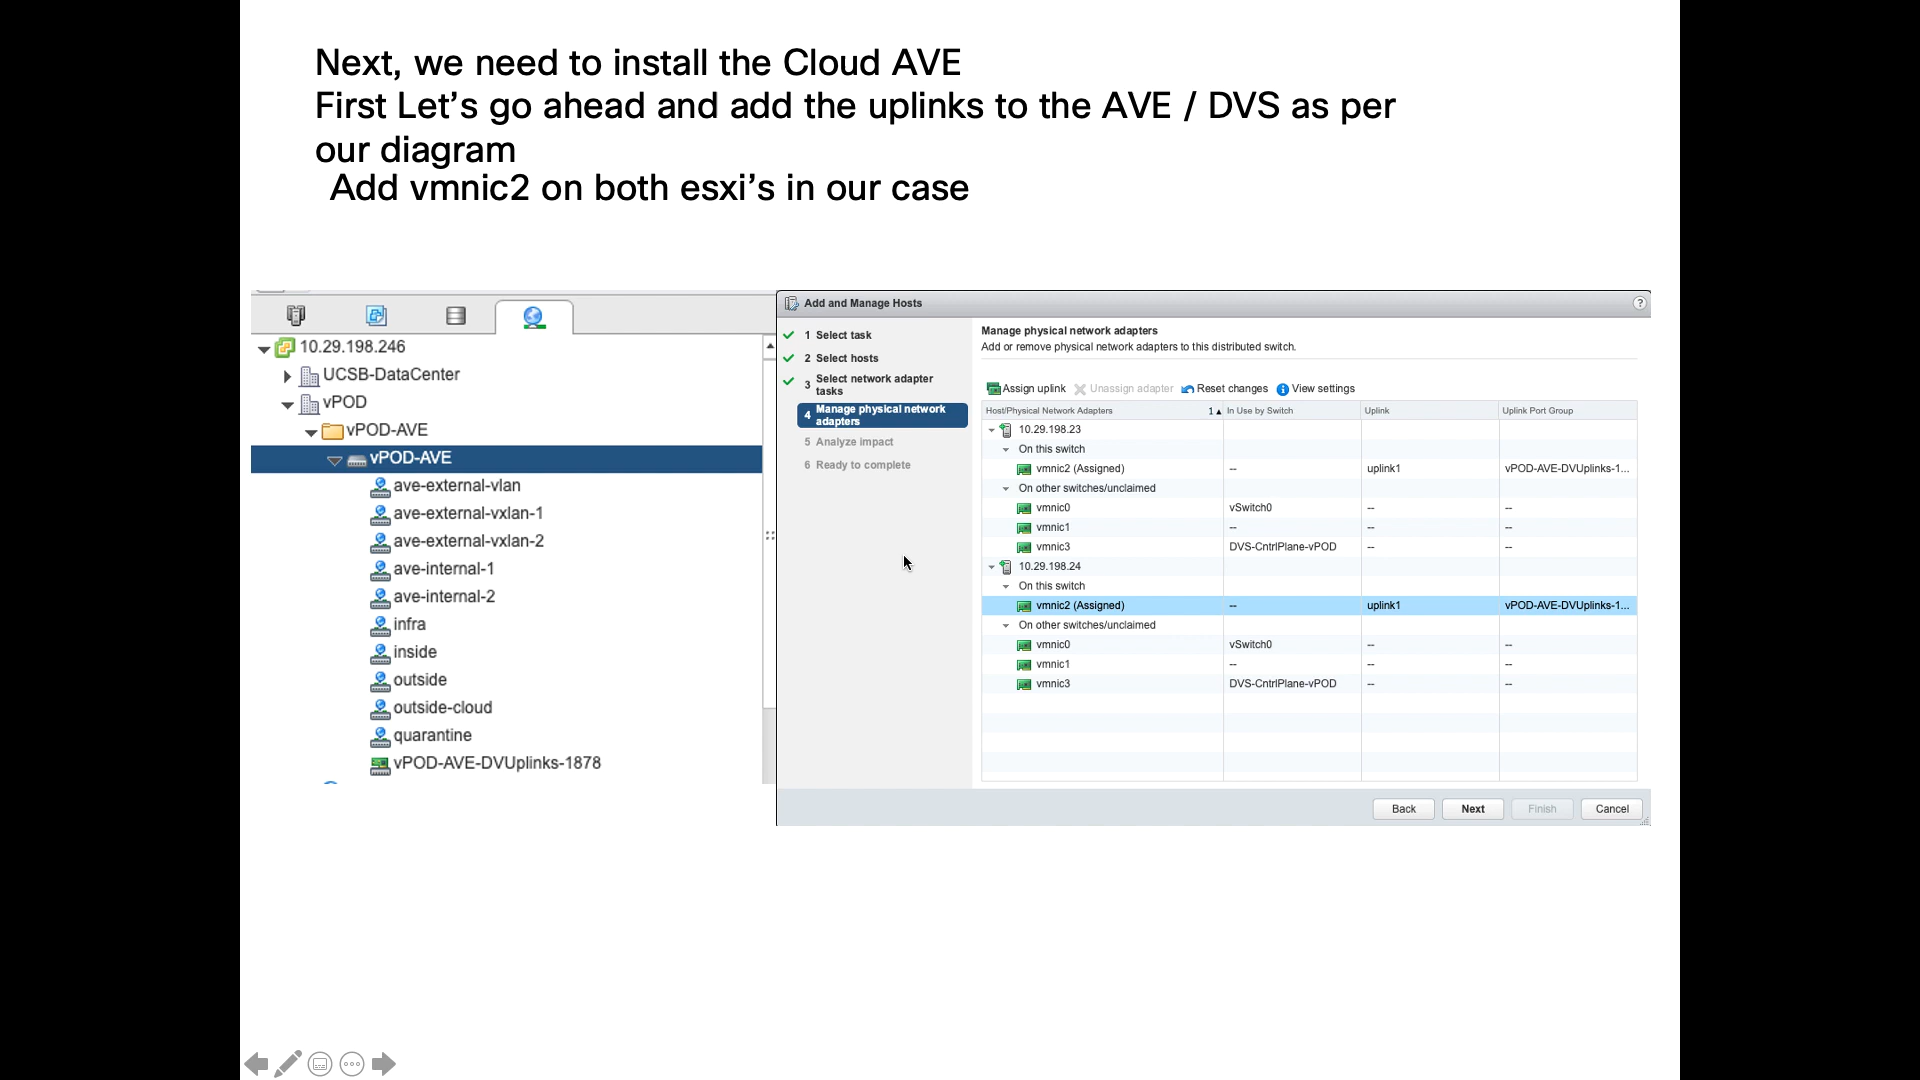 Next, we need to install the Cloud AVE
First Let's go ahead and add the uplinks to the AVE / DVS as per
our diagram
Add vmnic2 on both esxi's in our case
10.29.198.246
UCSB-DataCenter
vPOD
vPOD-AVE
vPOD-AVE
ave-external-vlan
ave-external-vxlan-1
ave-external-vxlan-2
ave-internal-1
ave-internal-2
infra
inside
outside
outside-cloud
quarantine
vPOD-AVE-DVUplinks-1878
Add and Manage Hosts ?
1 Select task
2 Select hosts
3 Select network adapter
tasks
4 Manage physical network
adapters
5 Analyze impact
6 Ready to complete
Manage physical network adapters
Add or remove physical network adapters to this distributed switch.
Assign uplink Unassign adapter Reset changes View settings
Host/Physical Network Adapters 1 ▲ In Use by Switch Uplink Uplink Port Group
10.29.198.23
On this switch
vmnic2 (Assigned) -- uplink1 vPOD-AVE-DVUplinks-1...
On other switches/unclaimed
vmnic0 vSwitch0 -- --
vmnic1 -- -- --
vmnic3 DVS-CntrlPlane-vPOD -- --
10.29.198.24
On this switch
vmnic2 (Assigned) -- uplink1 vPOD-AVE-DVUplinks-1...
On other switches/unclaimed
vmnic0 vSwitch0 -- --
vmnic1 -- -- --
vmnic3 DVS-CntrlPlane-vPOD -- --
Back Next Finish Cancel